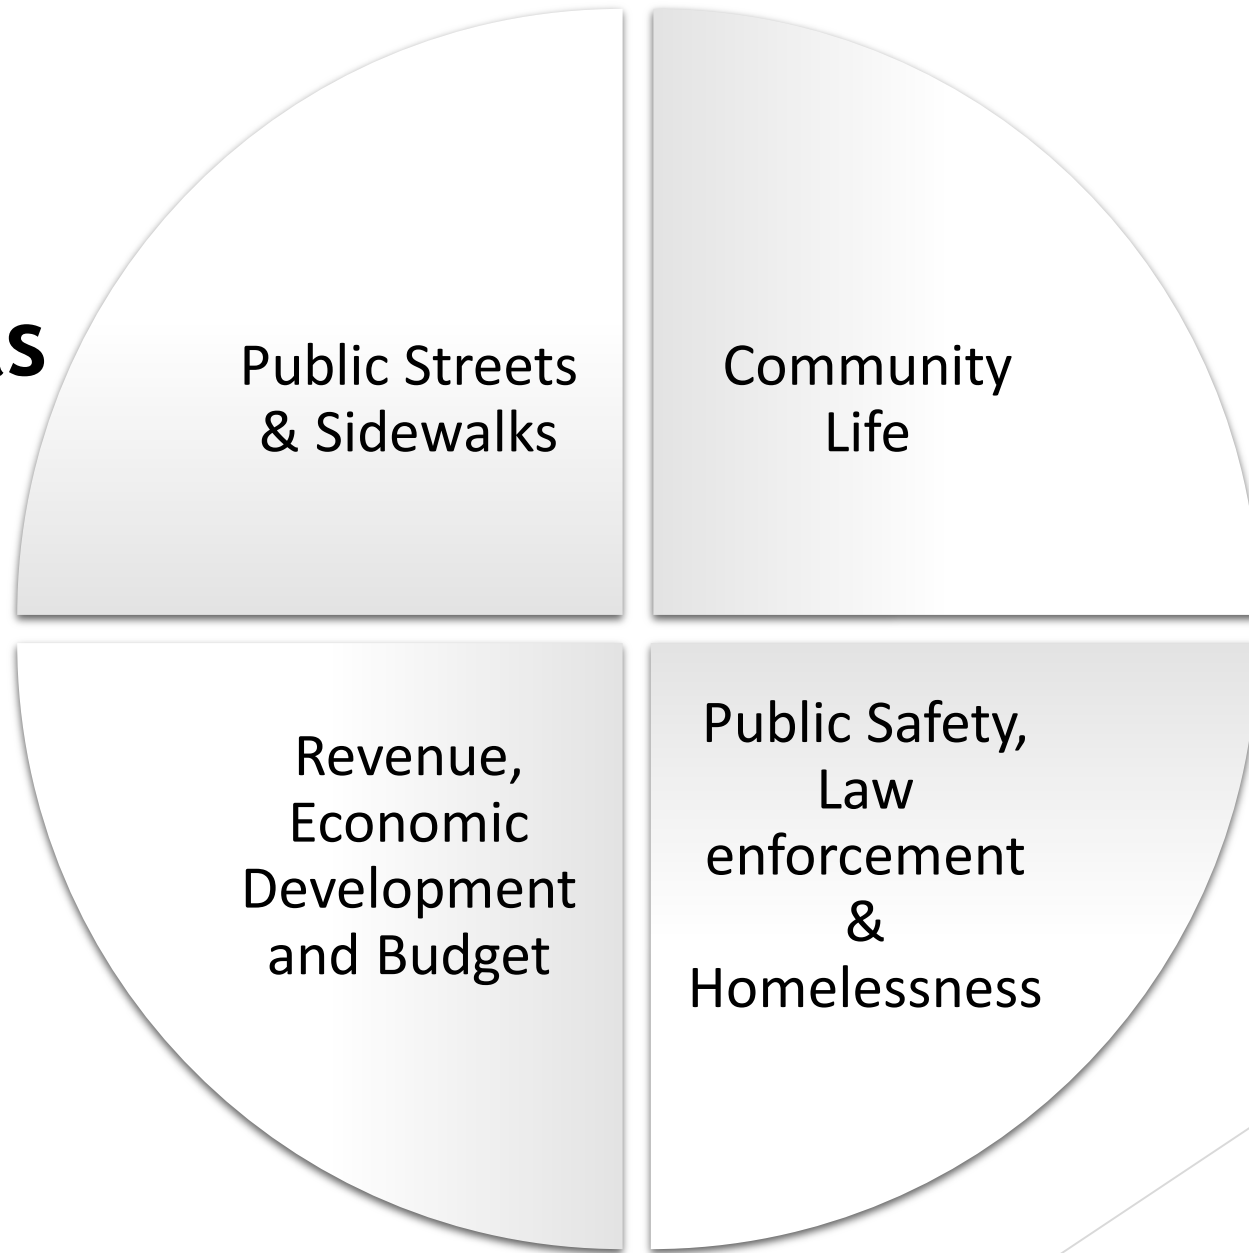 Public Streets
& Sidewalks
Community
Life
Revenue,
Economic
Development
and Budget
Public Safety,
Law
enforcement
&
Homelessness